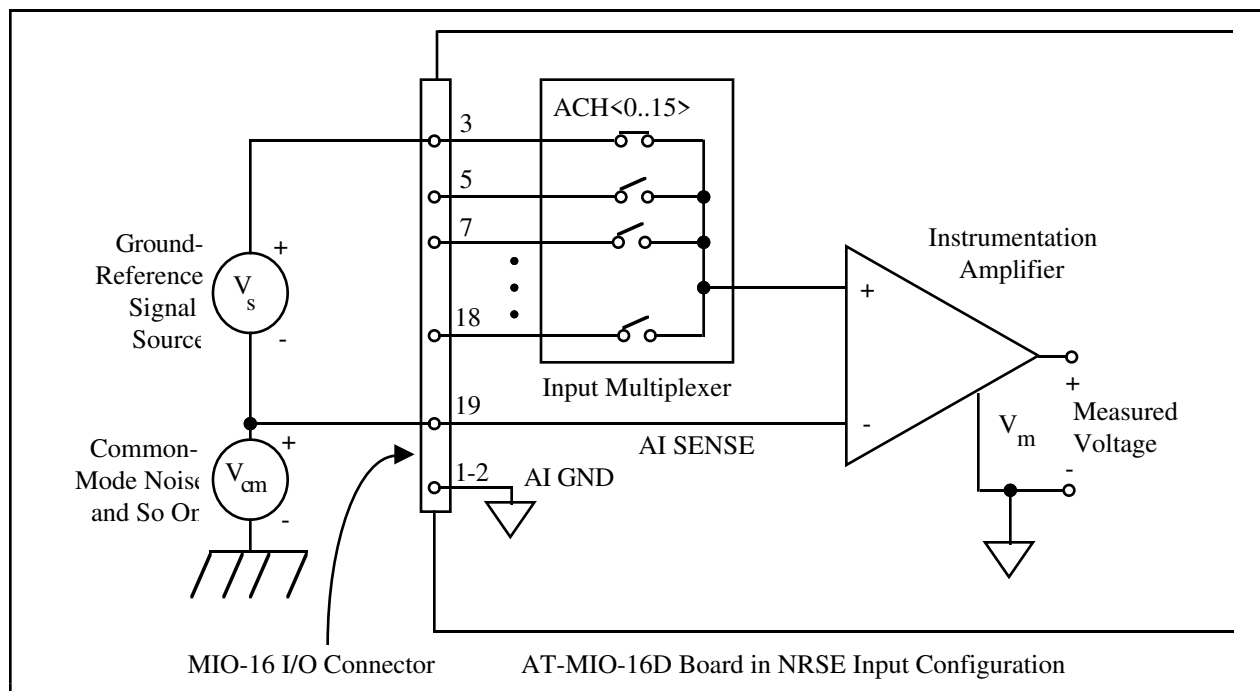 ACH<0..15>
3
5
7
18
19
1-2
+
V
s
-
Ground-
Reference
Signal
Source
+
V
cm
-
Common-
Mode Noise
and So On
Input Multiplexer
AI SENSE
AI GND
Instrumentation
Amplifier
+
-
V
m
+
Measured
Voltage
-
MIO-16 I/O Connector
AT-MIO-16D Board in NRSE Input Configuration